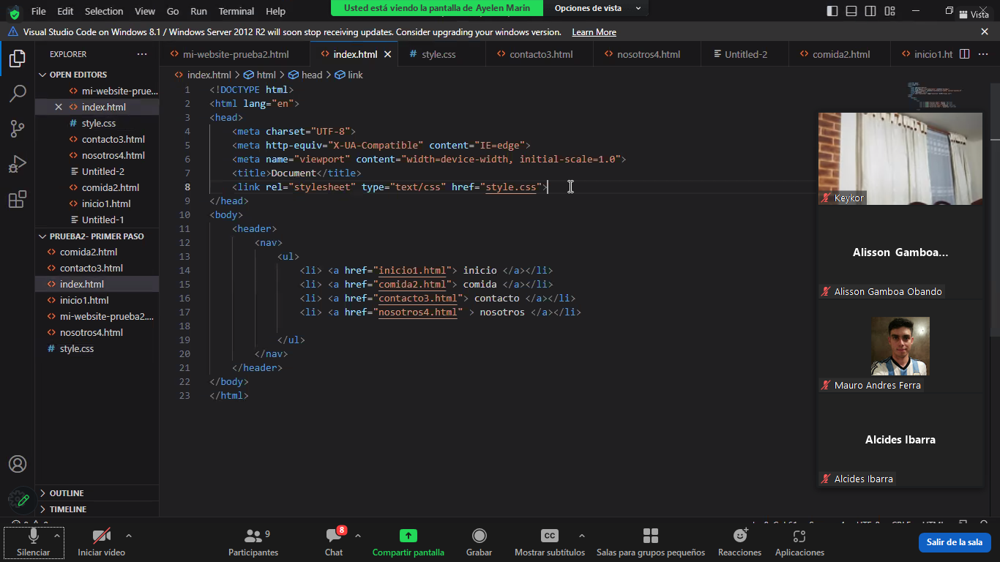 File Edit Selection View Go Run Terminal Help
Usted está viendo la pantalla de Ayelen Marin
Opciones de vista
Vista
Visual Studio Code on Windows 8.1 / Windows Server 2012 R2 will soon stop receiving updates. Consider upgrading your windows version. Learn More
EXPLORER
mi-website-prueba2.html index.html style.css contacto3.html nosotros4.html Untitled-2 comida2.html inicio1.ht
OPEN EDITORS
mi-website-prue...
index.html
style.css
contacto3.html
nosotros4.html
Untitled-2
comida2.html
inicio1.html
Untitled-1
PRUEBA2- PRIMER PASO
comida2.html
contacto3.html
index.html
inicio1.html
mi-website-prueba2....
nosotros4.html
style.css
OUTLINE
TIMELINE
index.html > html > head > link
1 <!DOCTYPE html>
2 <html lang="en">
3 <head>
4 <meta charset="UTF-8">
5 <meta http-equiv="X-UA-Compatible" content="IE=edge">
6 <meta name="viewport" content="width=device-width, initial-scale=1.0">
7 <title>Document</title>
8 <link rel="stylesheet" type="text/css" href="style.css">
9 </head>
10 <body>
11 <header>
12 <nav>
13 <ul>
14 <li> <a href="inicio1.html"> inicio </a></li>
15 <li> <a href="comida2.html"> comida </a></li>
16 <li> <a href="contacto3.html"> contacto </a></li>
17 <li> <a href="nosotros4.html" > nosotros </a></li>
18
19 </ul>
20 </nav>
21 </header>
22 </body>
23 </html>
Keykor
Alisson Gamboa...
Alisson Gamboa Obando
Mauro Andres Ferra
Alcides Ibarra
Alcides Ibarra
Silenciar
Iniciar vídeo
9
Participantes
8
Chat
Compartir pantalla
Grabar
CC
Mostrar subtítulos
Salas para grupos pequeños
Reacciones
Aplicaciones
Salir de la sala